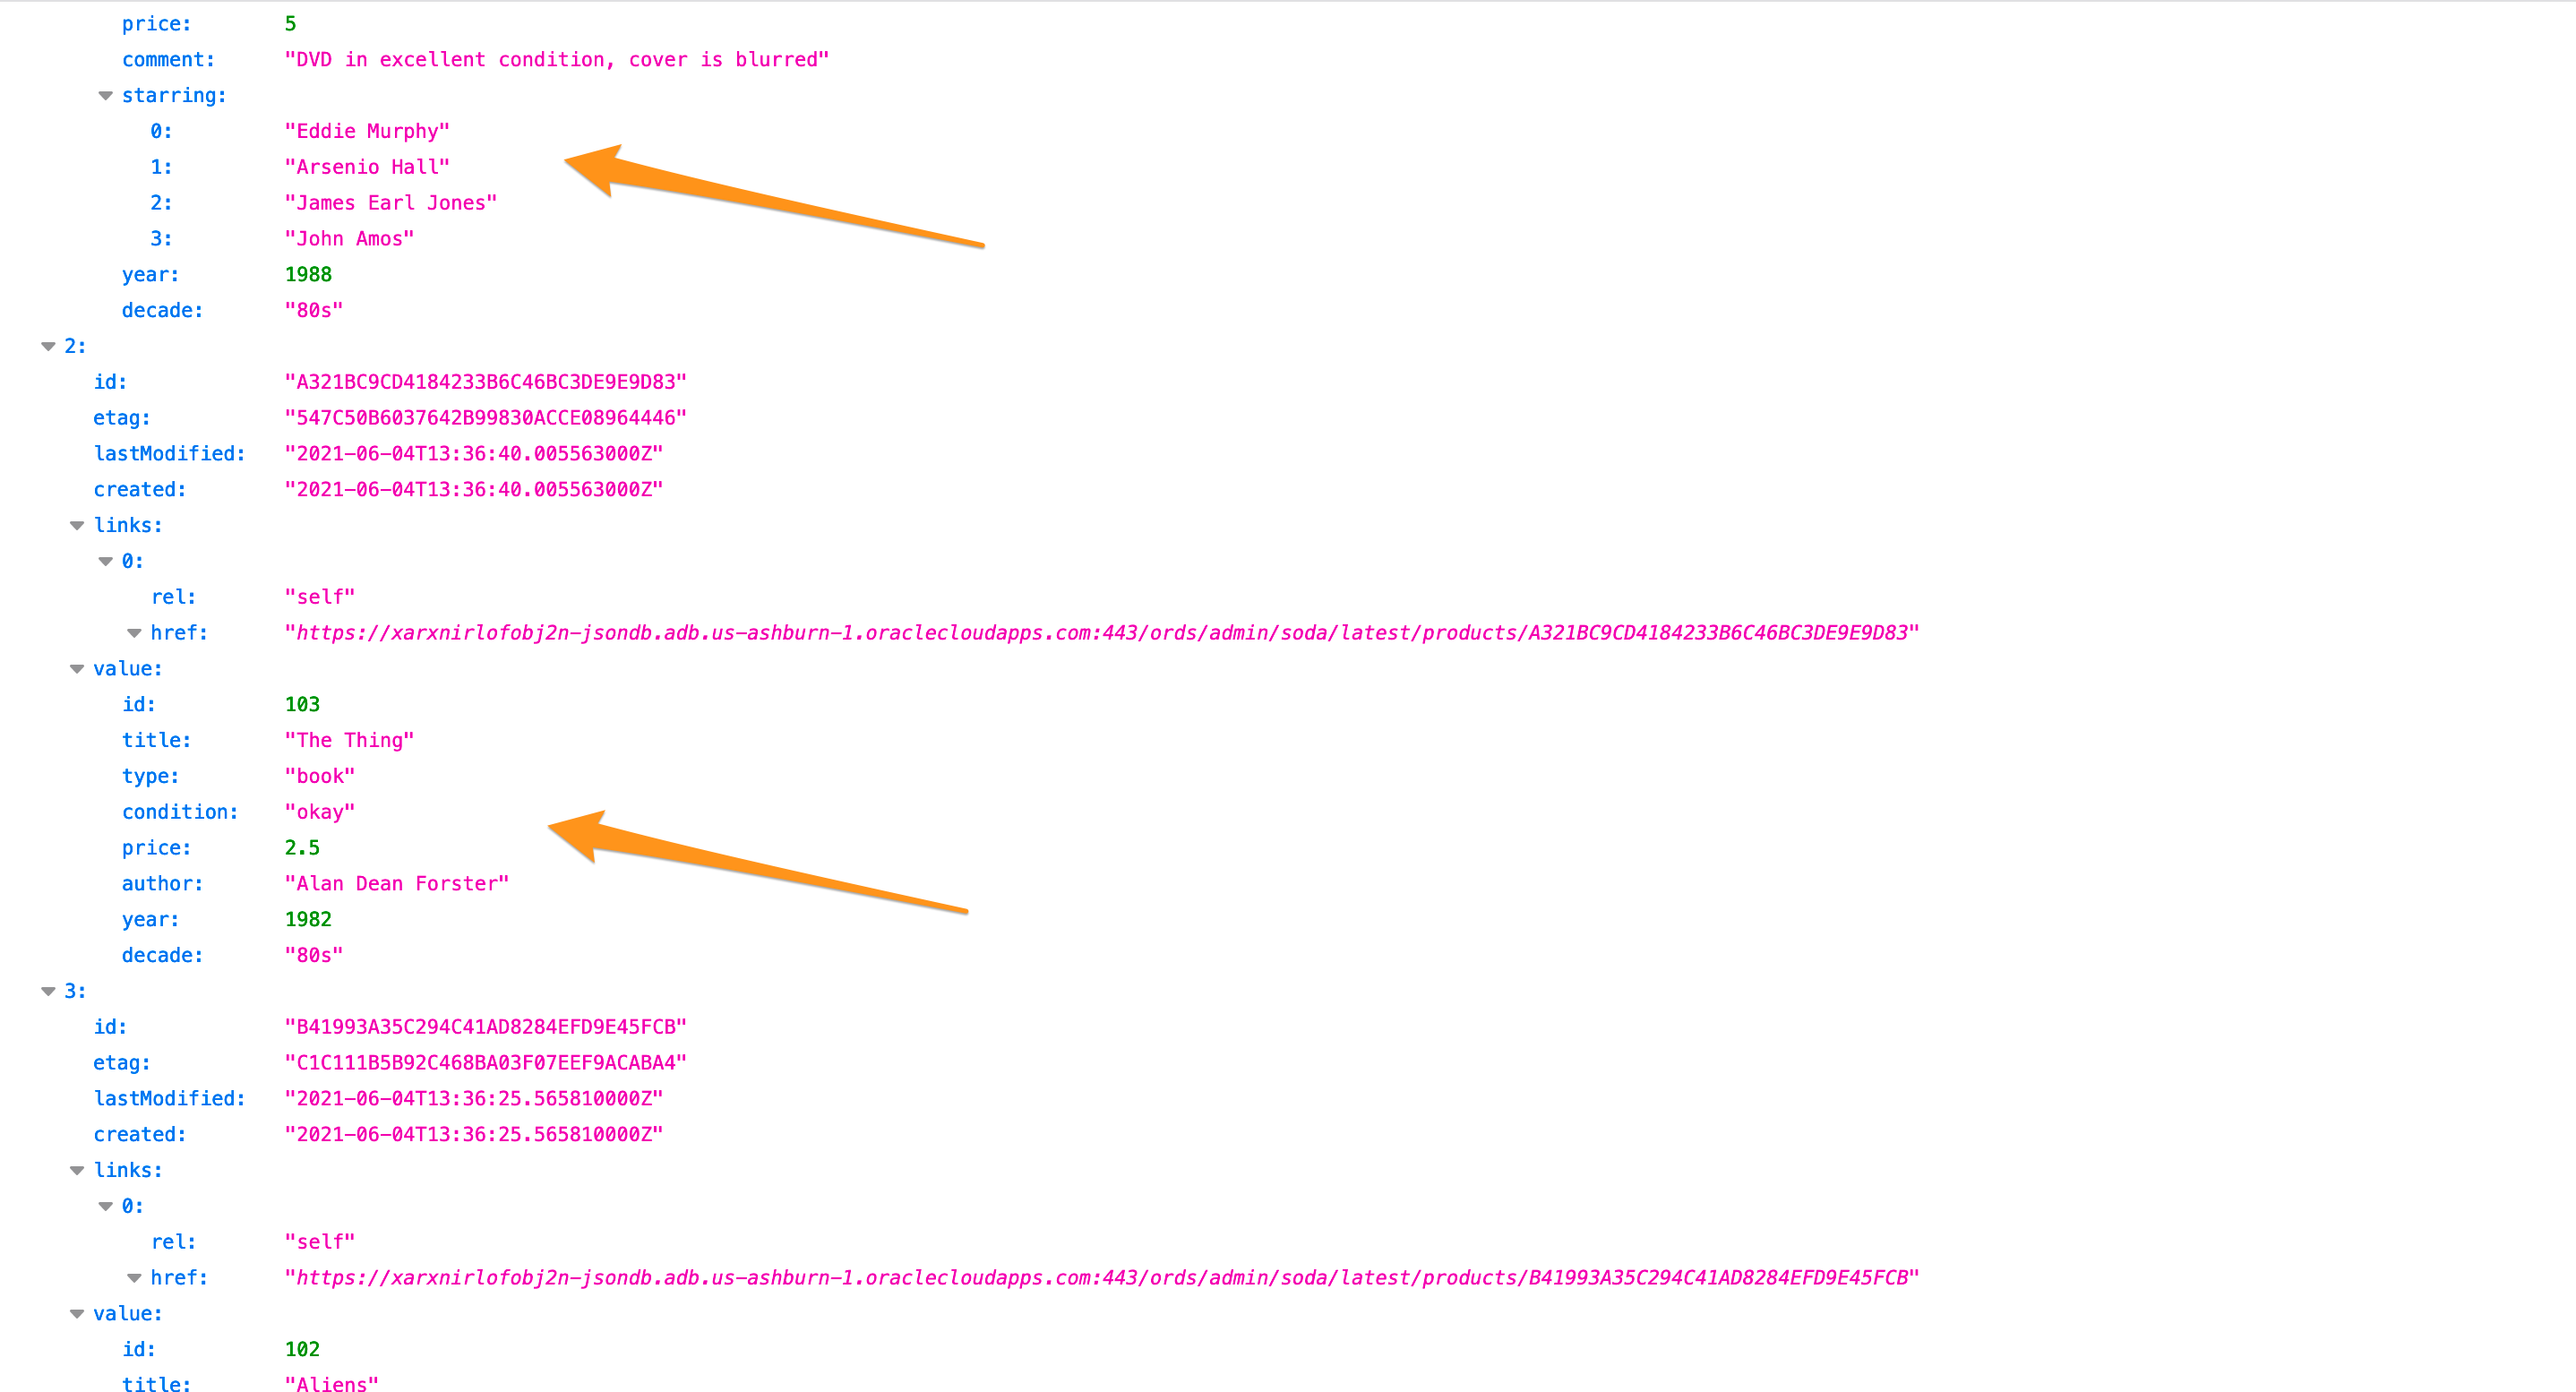 price: 5
comment: "DVD in excellent condition, cover is blurred"
starring:
0: "Eddie Murphy"
1: "Arsenio Hall"
2: "James Earl Jones"
3: "John Amos"
year: 1988
decade: "80s"
2:
id: "A321BC9CD4184233B6C46BC3DE9E9D83"
etag: "547C50B6037642B99830ACCE08964446"
lastModified: "2021-06-04T13:36:40.005563000Z"
created: "2021-06-04T13:36:40.005563000Z"
links:
0:
rel: "self"
href: "https://xarxnirlofobj2n-jsondb.adb.us-ashburn-1.oraclecloudapps.com:443/ords/admin/soda/latest/products/A321BC9CD4184233B6C46BC3DE9E9D83"
value:
id: 103
title: "The Thing"
type: "book"
condition: "okay"
price: 2.5
author: "Alan Dean Forster"
year: 1982
decade: "80s"
3:
id: "B41993A35C294C41AD8284EFD9E45FCB"
etag: "C1C111B5B92C468BA03F07EEF9ACABA4"
lastModified: "2021-06-04T13:36:25.565810000Z"
created: "2021-06-04T13:36:25.565810000Z"
links:
0:
rel: "self"
href: "https://xarxnirlofobj2n-jsondb.adb.us-ashburn-1.oraclecloudapps.com:443/ords/admin/soda/latest/products/B41993A35C294C41AD8284EFD9E45FCB"
value:
id: 102
title: "Aliens"